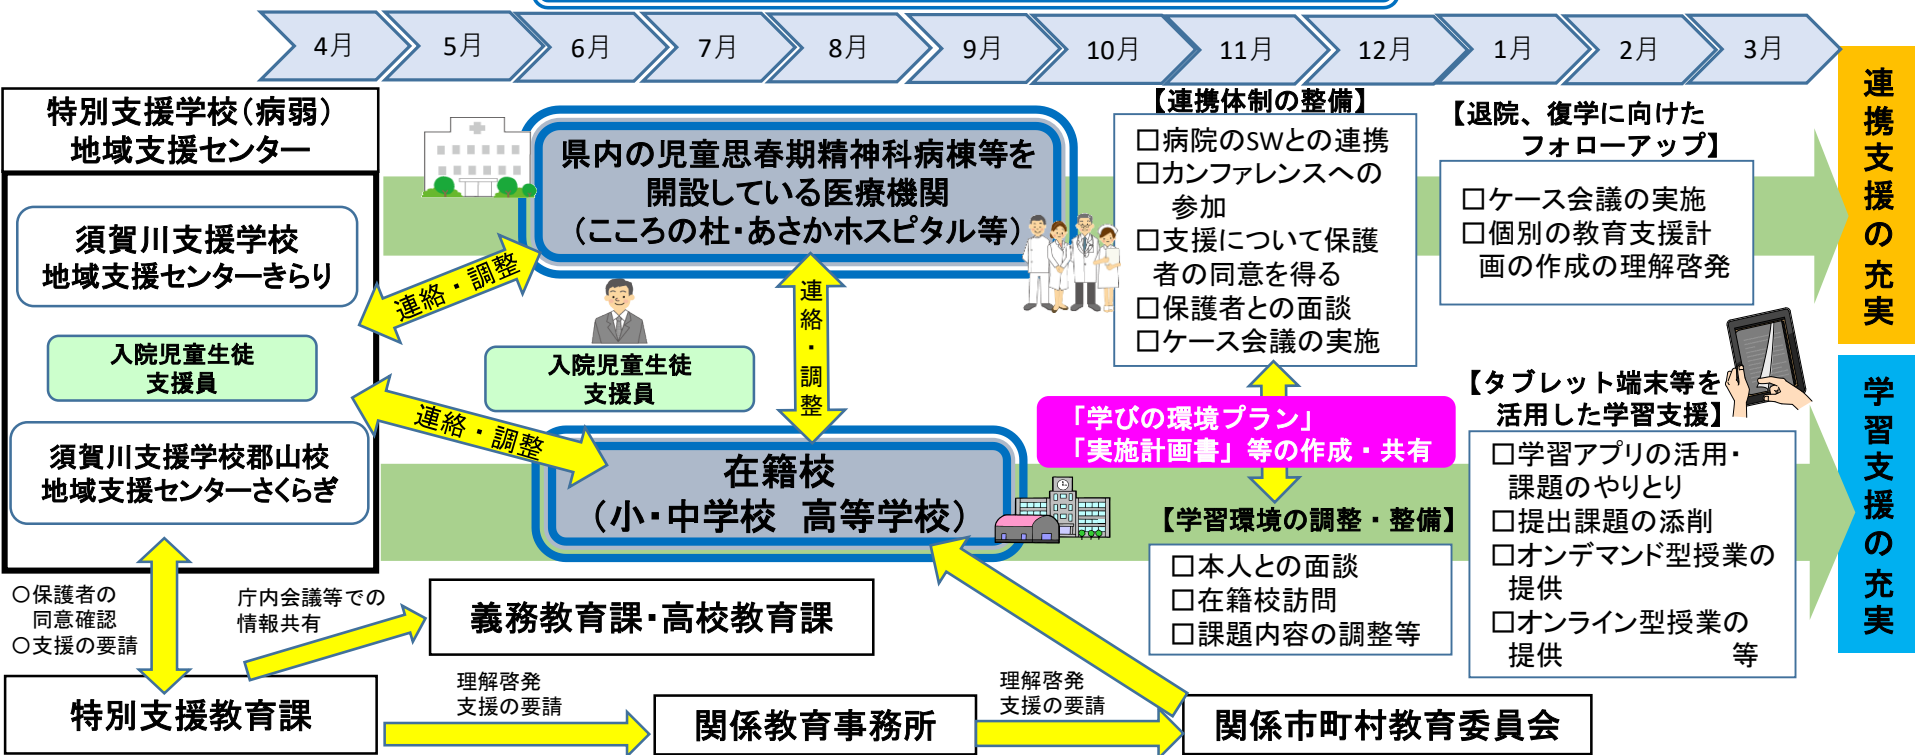 4月
5月
6月
7月
8月
9月
10月
11月
12月
1月
2月
3月
特別支援学校(病弱)
地域支援センター
須賀川支援学校
地域支援センターきらり
入院児童生徒
支援員
須賀川支援学校郡山校
地域支援センターさくらぎ
県内の児童思春期精神科病棟等を
開設している医療機関
(こころの杜・あさかホスピタル等)
連絡・調整
連絡・調整
連絡・調整
入院児童生徒
支援員
在籍校
(小・中学校 高等学校)
【連携体制の整備】
□病院のSWとの連携
□カンファレンスへの
参加
□支援について保護
者の同意を得る
□保護者との面談
□ケース会議の実施
【退院、復学に向けた
フォローアップ】
□ケース会議の実施
□個別の教育支援計
画の作成の理解啓発
「学びの環境プラン」
「実施計画書」等の作成・共有
【学習環境の調整・整備】
□本人との面談
□在籍校訪問
□課題内容の調整等
【タブレット端末等を
活用した学習支援】
□学習アプリの活用・
課題のやりとり
□提出課題の添削
□オンデマンド型授業の
提供
□オンライン型授業の
提供 等
連携支援の充実
学習支援の充実
○保護者の
同意確認
○支援の要請
庁内会議等での
情報共有
義務教育課・高校教育課
特別支援教育課
理解啓発
支援の要請
関係教育事務所
理解啓発
支援の要請
関係市町村教育委員会